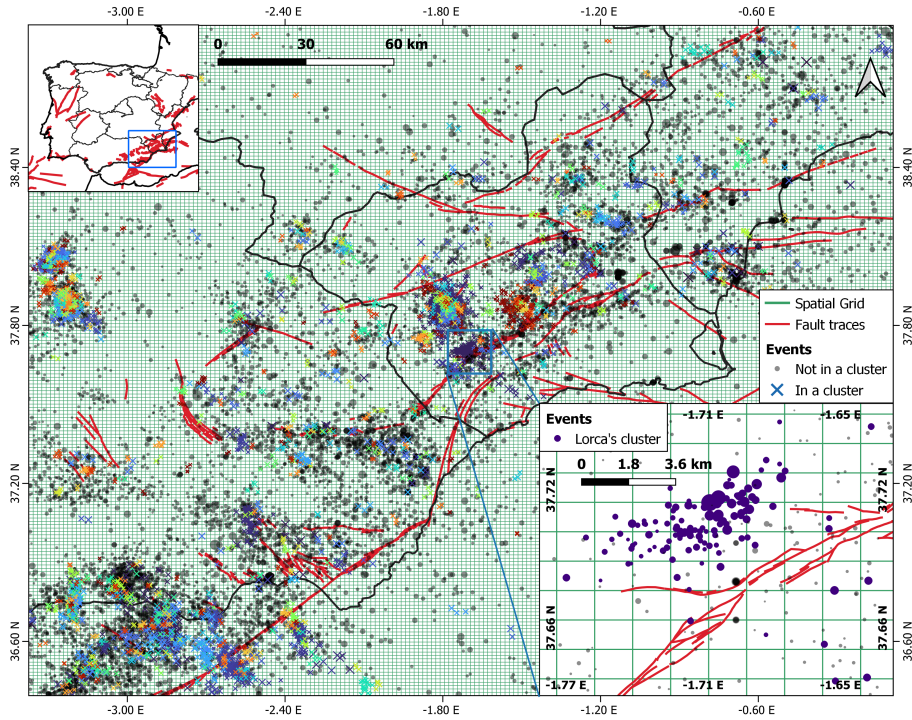 -3.00 -2.40 E -1.80 E -1.20 E -0.60 E
0 30 60 km
38.40 N 38.40 N
37.80 N 37.80 N
37.20 N 37.20 N
36.60 N 36.60 N
Spatial Grid
Fault traces
Events
Not in a cluster
In a cluster
Events
Lorca's cluster
-1.71 E -1.65 E
0 1.8 3.6 km
37.72 N 37.72 N
37.66 N 37.66 N
-1.77 E -1.71 E -1.65 E
-3.00 E -2.40 E -1.80 E -1.20 E -0.60 E